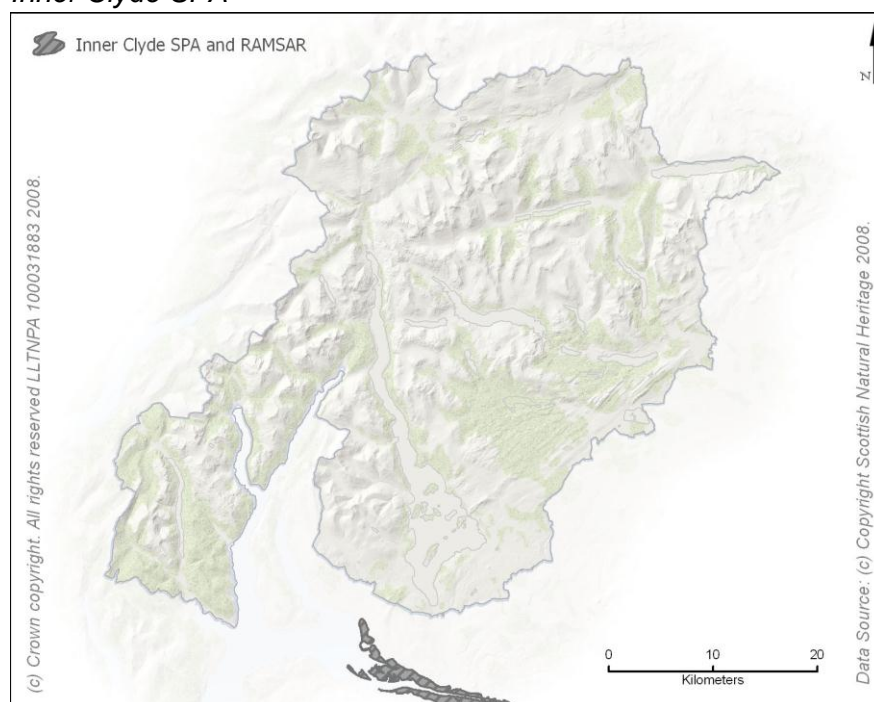 Inner Clyde SPA
Inner Clyde SPA and RAMSAR
(c) Crown copyright. All rights reserved LLTNPA 100031883 2008.
Data Source: (c) Copyright Scottish Natural Heritage 2008.
0 10 20
Kilometers